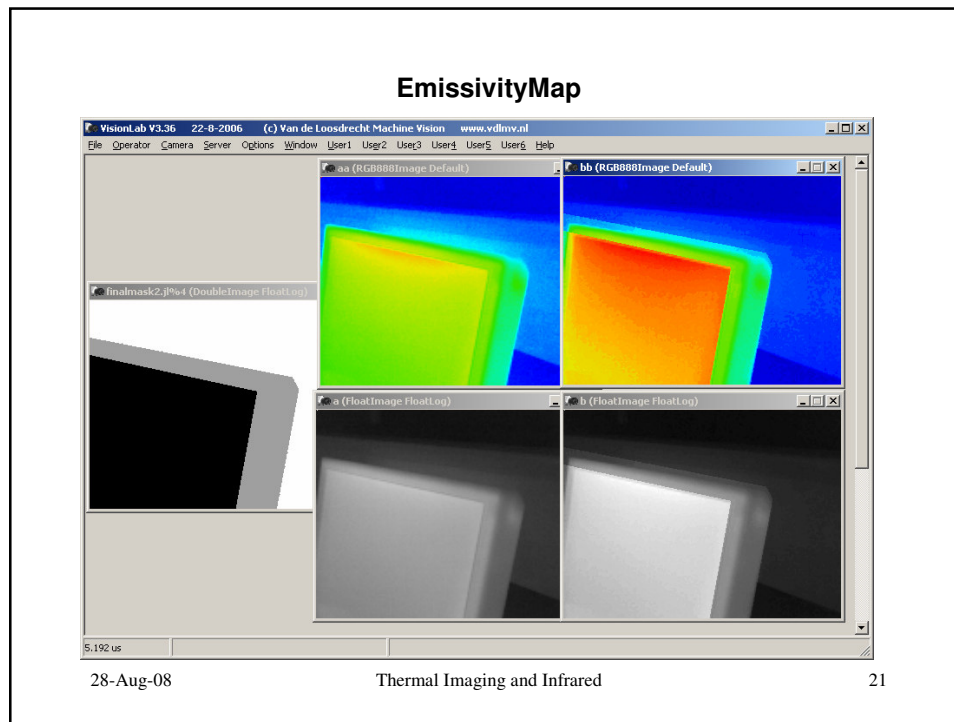 EmissivityMap
VisionLab V3.36 22-8-2006 (c) Van de Loosdrecht Machine Vision www.vdlmv.nl
File Operator Camera Server Options Window User1 User2 User3 User4 User5 User6 Help
aa (RGB888Image Default)
bb (RGB888Image Default)
finalmask2.jl%4 (DoubleImage FloatLog)
a (FloatImage FloatLog)
b (FloatImage FloatLog)
5.192 us
28-Aug-08 Thermal Imaging and Infrared 21